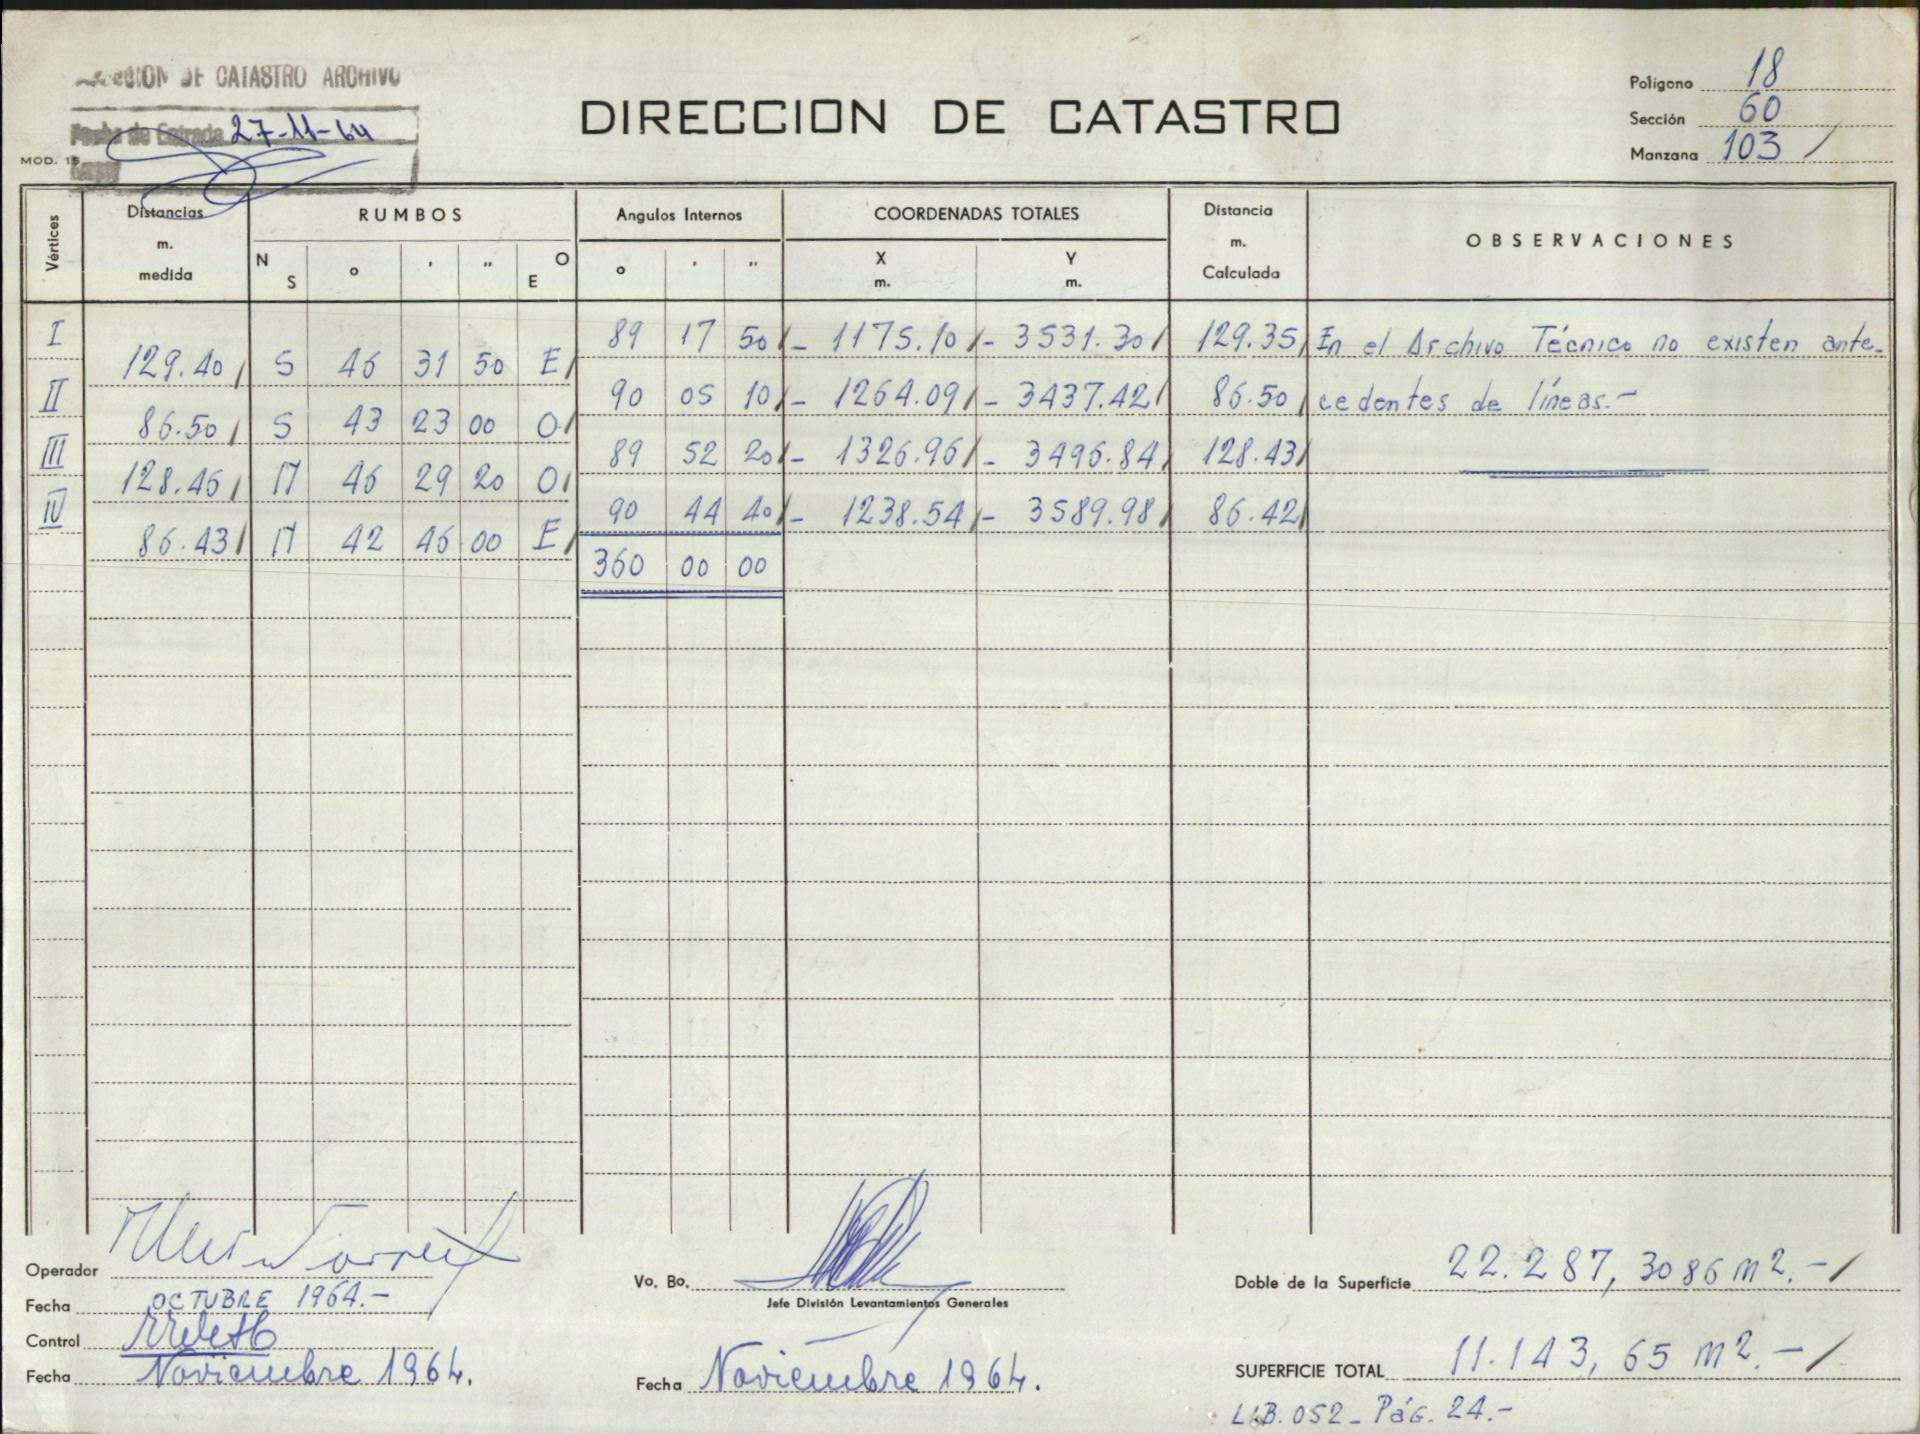 DE CATASTRO ARCHIVO
Fecha de Entrada 27-11-64
MOD. 15
DIRECCION DE CATASTRO
Polígono 18
Sección 60
Manzana 103 /
Vértices Distancias m. medida RUMBOS Angulos Internos COORDENADAS TOTALES Distancia m. Calculada OBSERVACIONES
N S ° ' " O E ° ' " X m. Y m.
I 89 17 50 / - 1175.10 / - 3531.30 / 129.35 / En el Archivo Técnico no existen ante-
129.40 / S 46 31 50 E /
II 90 05 10 / - 1264.09 / - 3437.42 / 86.50 / cedentes de líneas.-
86.50 / S 43 23 00 O /
III 89 52 20 / - 1326.96 / - 3496.84 / 128.43 /
128.46 / N 46 29 20 O /
IV 90 44 40 / - 1238.54 / - 3589.98 / 86.42 /
86.43 / N 42 46 00 E /
360 00 00
Operador
Fecha OCTUBRE 1964.-
Control
Fecha Noviembre 1964.
Vo. Bo.
Jefe División Levantamientos Generales
Fecha Noviembre 1964.
Doble de la Superficie 22.287, 3086 m2.- /
SUPERFICIE TOTAL 11.143, 65 m2.- /
LIB. 052 - Pág. 24.-